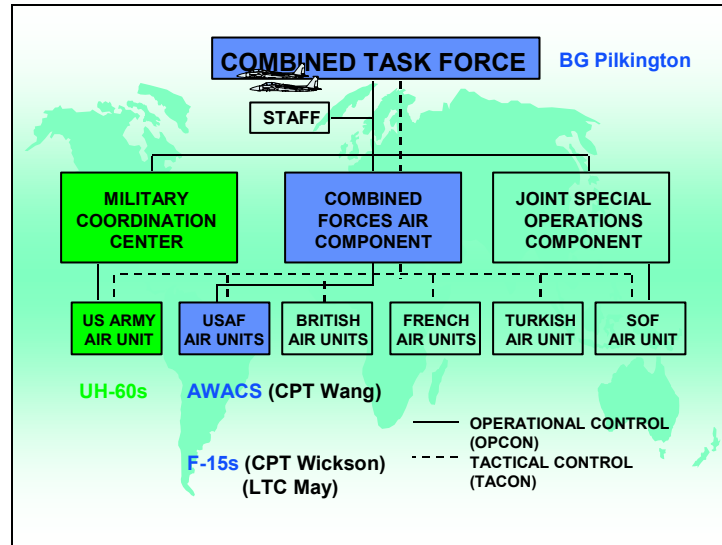 COMBINED TASK FORCE
BG Pilkington
STAFF
MILITARY
COORDINATION
CENTER
COMBINED
FORCES AIR
COMPONENT
JOINT SPECIAL
OPERATIONS
COMPONENT
US ARMY
AIR UNIT
USAF
AIR UNITS
BRITISH
AIR UNITS
FRENCH
AIR UNITS
TURKISH
AIR UNIT
SOF
AIR UNIT
UH-60s
AWACS (CPT Wang)
F-15s (CPT Wickson)
(LTC May)
OPERATIONAL CONTROL
(OPCON)
TACTICAL CONTROL
(TACON)